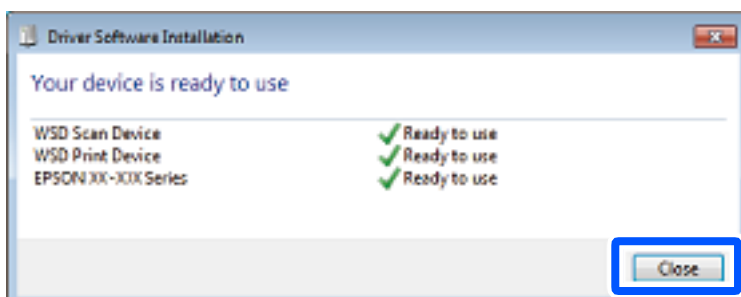 Driver Software Installation
Your device is ready to use
WSD Scan Device Ready to use
WSD Print Device Ready to use
EPSON XX-XXX Series Ready to use
Close